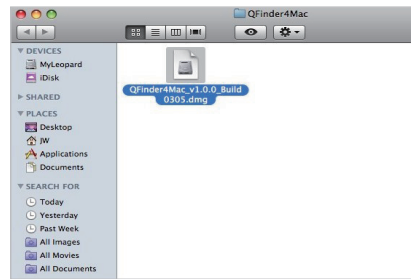 QFinder4Mac
DEVICES
MyLeopard
iDisk
SHARED
PLACES
Desktop
JW
Applications
Documents
SEARCH FOR
Today
Yesterday
Past Week
All Images
All Movies
All Documents
QFinder4Mac_v1.0.0_Build
0305.dmg